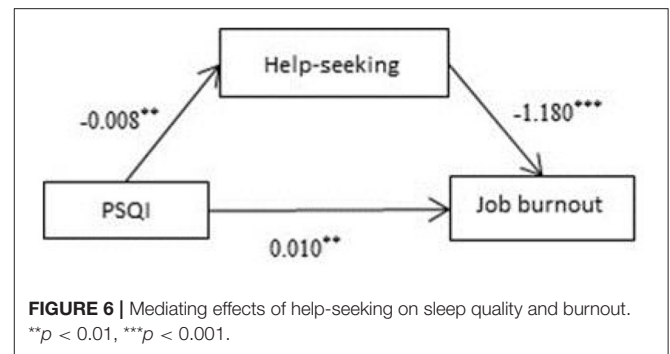 Help-seeking
-0.008**
-1.180***
PSQI
Job burnout
0.010**
FIGURE 6 | Mediating effects of help-seeking on sleep quality and burnout.
**p < 0.01, ***p < 0.001.